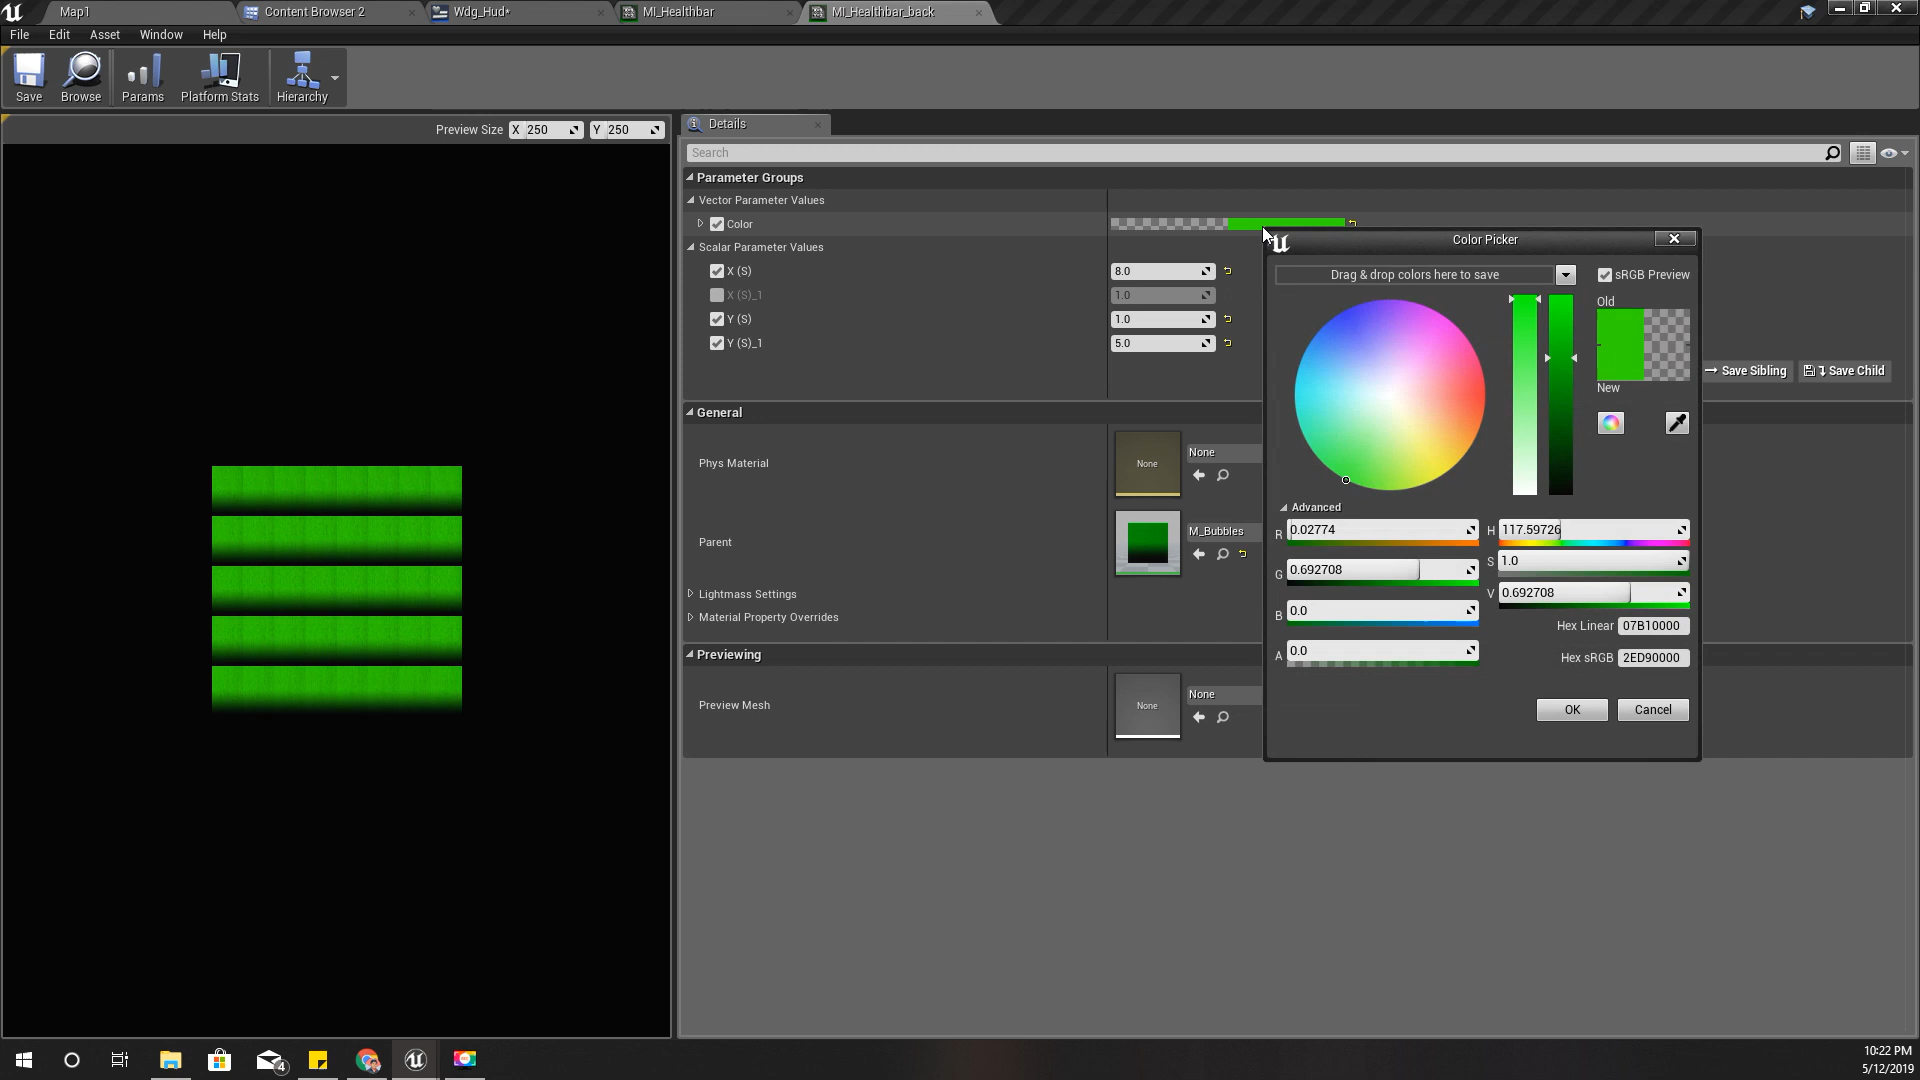 Map1
Content Browser 2
Wdg_Hud*
MI_Healthbar
MI_Healthbar_back
File Edit Asset Window Help
Save Browse Params Platform Stats Hierarchy
Preview Size X 250 Y 250
Details
Search
Parameter Groups
Vector Parameter Values
Color
Scalar Parameter Values
X (S) 8.0
X (S)_1 1.0
Y (S) 1.0
Y (S)_1 5.0
Save Sibling Save Child
General
Phys Material None None
Parent M_Bubbles
Lightmass Settings
Material Property Overrides
Previewing
Preview Mesh None None
Color Picker
Drag & drop colors here to save
sRGB Preview
Old
New
Advanced
R 0.02774 H 117.59726
G 0.692708 S 1.0
B 0.0 V 0.692708
A 0.0
Hex Linear 07B10000
Hex sRGB 2ED90000
OK Cancel
4
10:22 PM
5/12/2019